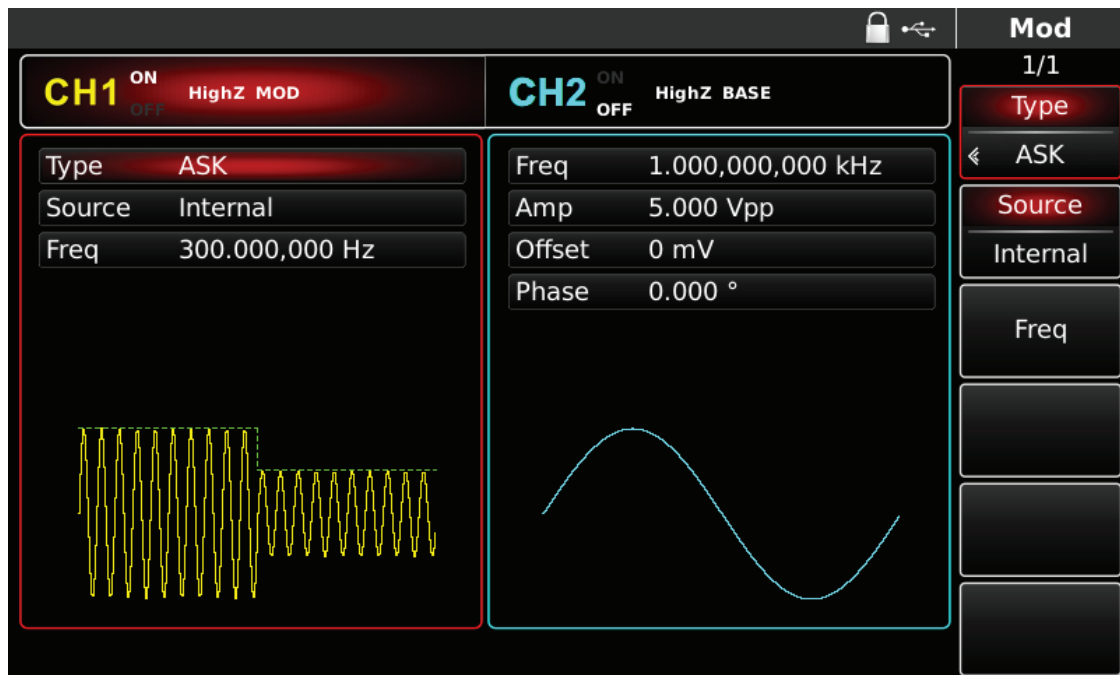 Mod
1/1
CH1 ON OFF HighZ MOD
CH2 ON OFF HighZ BASE
Type ASK
Source Internal
Freq 300.000,000 Hz
Freq 1.000,000,000 kHz
Amp 5.000 Vpp
Offset 0 mV
Phase 0.000 °
Type
ASK
Source
Internal
Freq